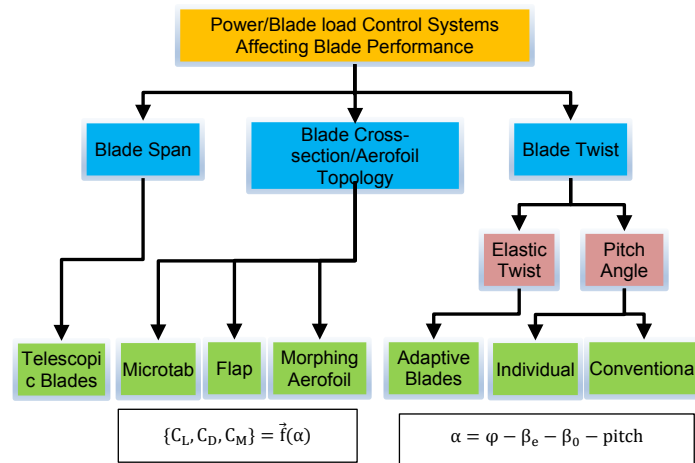 Power/Blade load Control Systems
Affecting Blade Performance
Blade Span
Blade Cross-
section/Aerofoil
Topology
Blade Twist
Elastic
Twist
Pitch
Angle
Telescopi
c Blades
Microtab
Flap
Morphing
Aerofoil
Adaptive
Blades
Individual
Conventiona
{C_L, C_D, C_M} = f⃗(α)
α = φ − β_e − β_0 − pitch